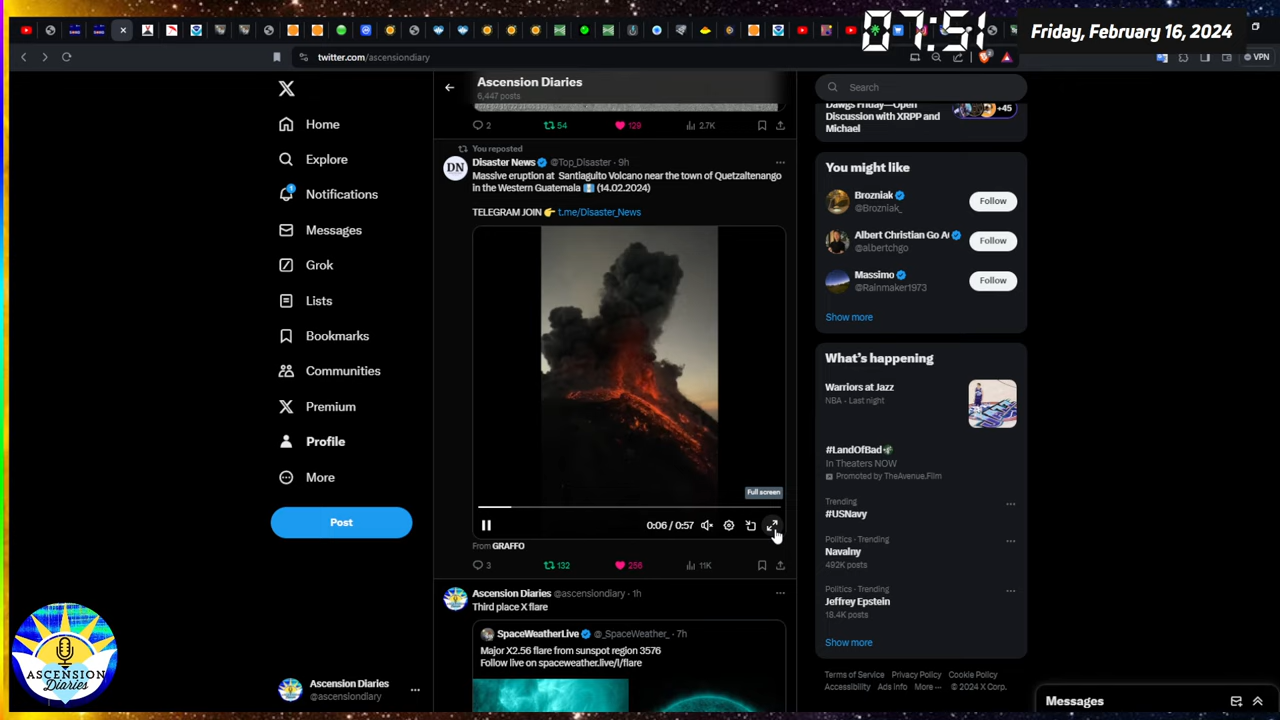 07:51
Friday, February 16, 2024
twitter.com/ascensiondiary
VPN
Home
Explore
Notifications
Messages
Grok
Lists
Bookmarks
Communities
Premium
Profile
More
Post
Ascension Diaries
@ascensiondiary
ASCENSION
Diaries
Ascension Diaries
6,447 posts
2
54
129
2.7K
You reposted
DN
Disaster News @Top_Disaster · 9h
Massive eruption at Santiaguito Volcano near the town of Quetzaltenango
in the Western Guatemala 🇬🇹 (14.02.2024)
TELEGRAM JOIN 👉 t.me/Disaster_News
Full screen
0:06 / 0:57
From GRAFFO
3
132
256
11K
Ascension Diaries @ascensiondiary · 1h
Third place X flare
SpaceWeatherLive @_SpaceWeather_ · 7h
Major X2.56 flare from sunspot region 3576
Follow live on spaceweather.live/l/flare
Search
Dawgs Friday—Open
Discussion with XRPP and
Michael
+45
You might like
Brozniak
@Brozniak_
Follow
Albert Christian Go A
@albertchgo
Follow
Massimo
@Rainmaker1973
Follow
Show more
What's happening
Warriors at Jazz
NBA · Last night
#LandOfBad
In Theaters NOW
Promoted by TheAvenue.Film
Trending
#USNavy
Politics · Trending
Navalny
492K posts
Politics · Trending
Jeffrey Epstein
18.4K posts
Show more
Terms of Service Privacy Policy Cookie Policy
Accessibility Ads info More ··· © 2024 X Corp.
Messages